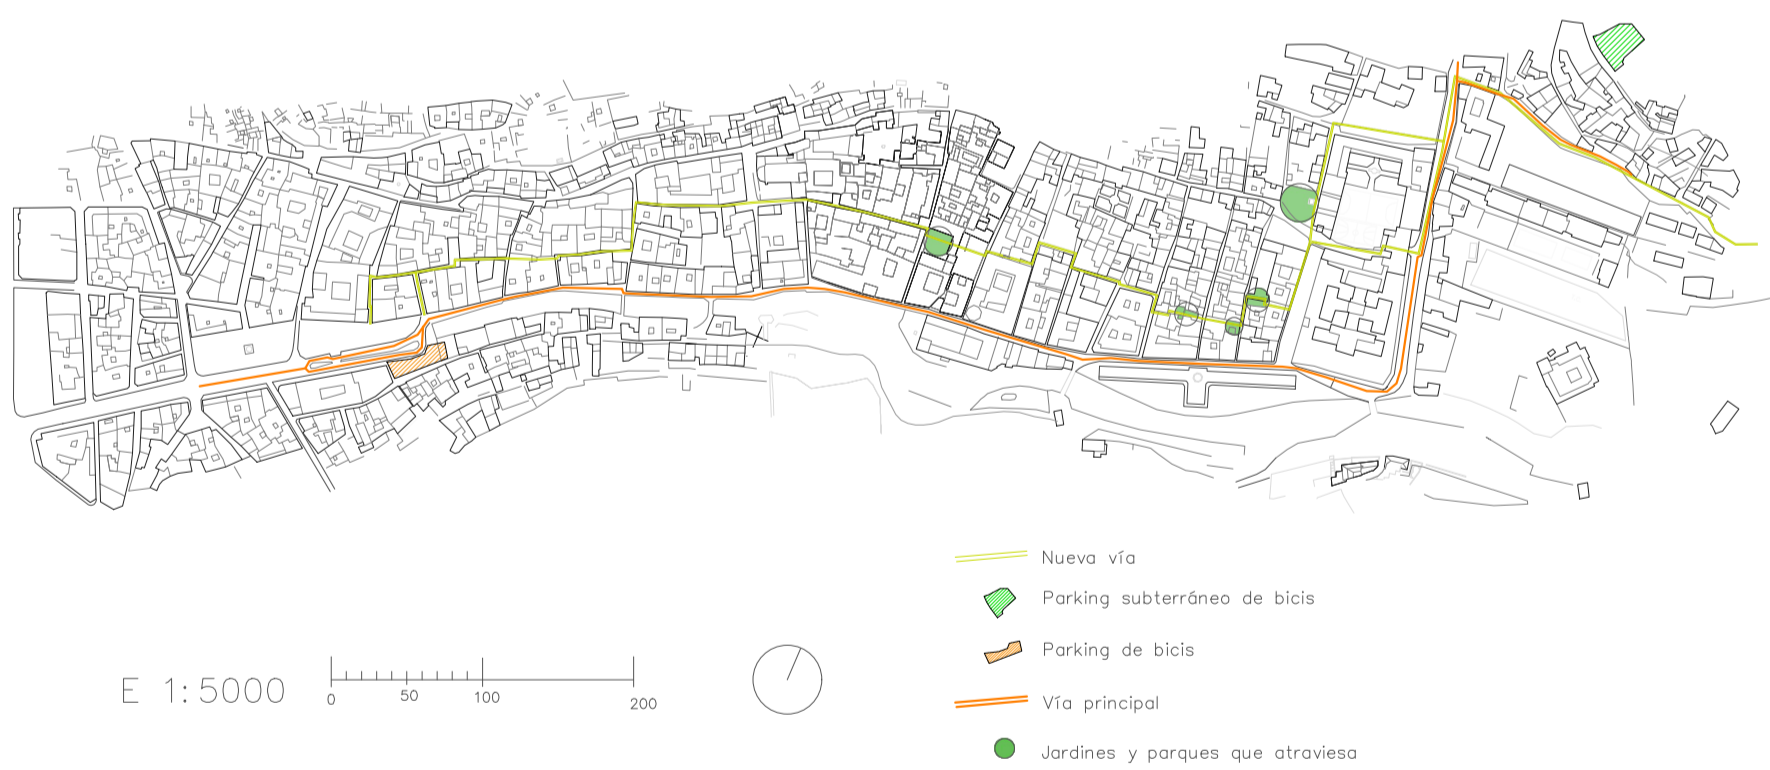 Nueva vía
Parking subterráneo de bicis
Parking de bicis
E 1:5000
0 50 100 200
Vía principal
Jardines y parques que atraviesa